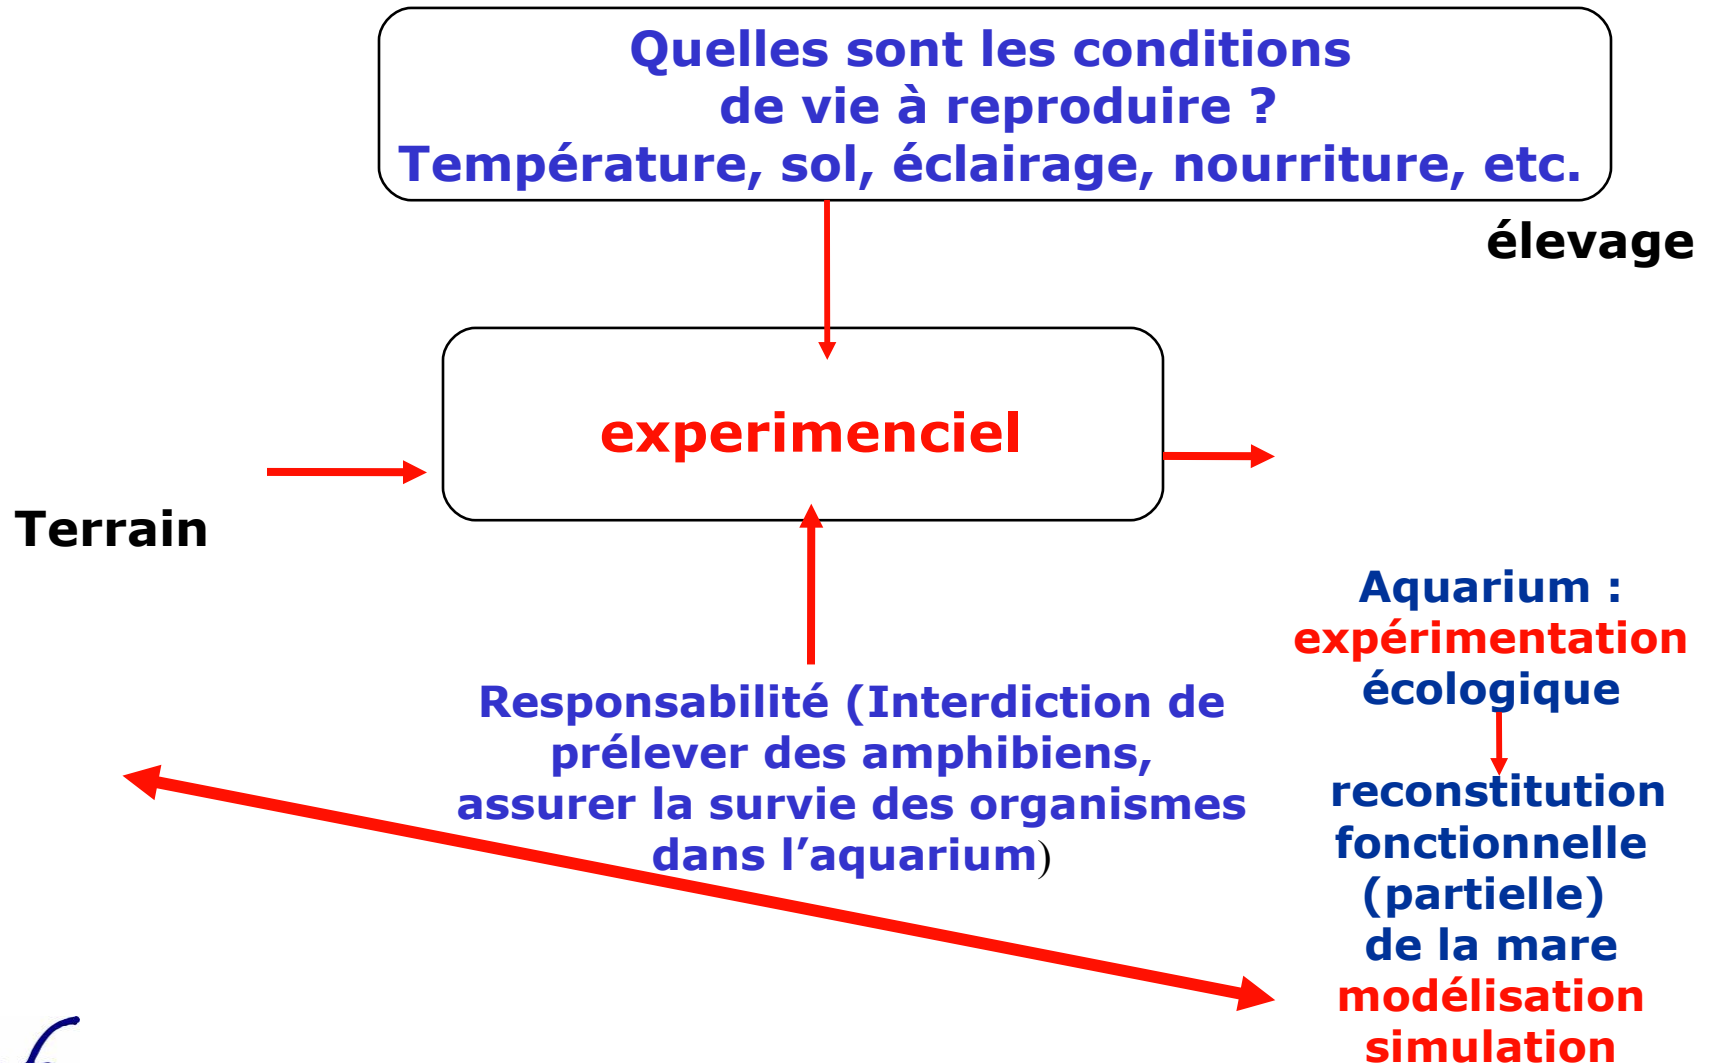 Quelles sont les conditions
de vie à reproduire ?
Température, sol, éclairage, nourriture, etc.
élevage
experimenciel
Terrain
Responsabilité (Interdiction de
prélever des amphibiens,
assurer la survie des organismes
dans l’aquarium)
Aquarium :
expérimentation
écologique
reconstitution
fonctionnelle
(partielle)
de la mare
modélisation
simulation